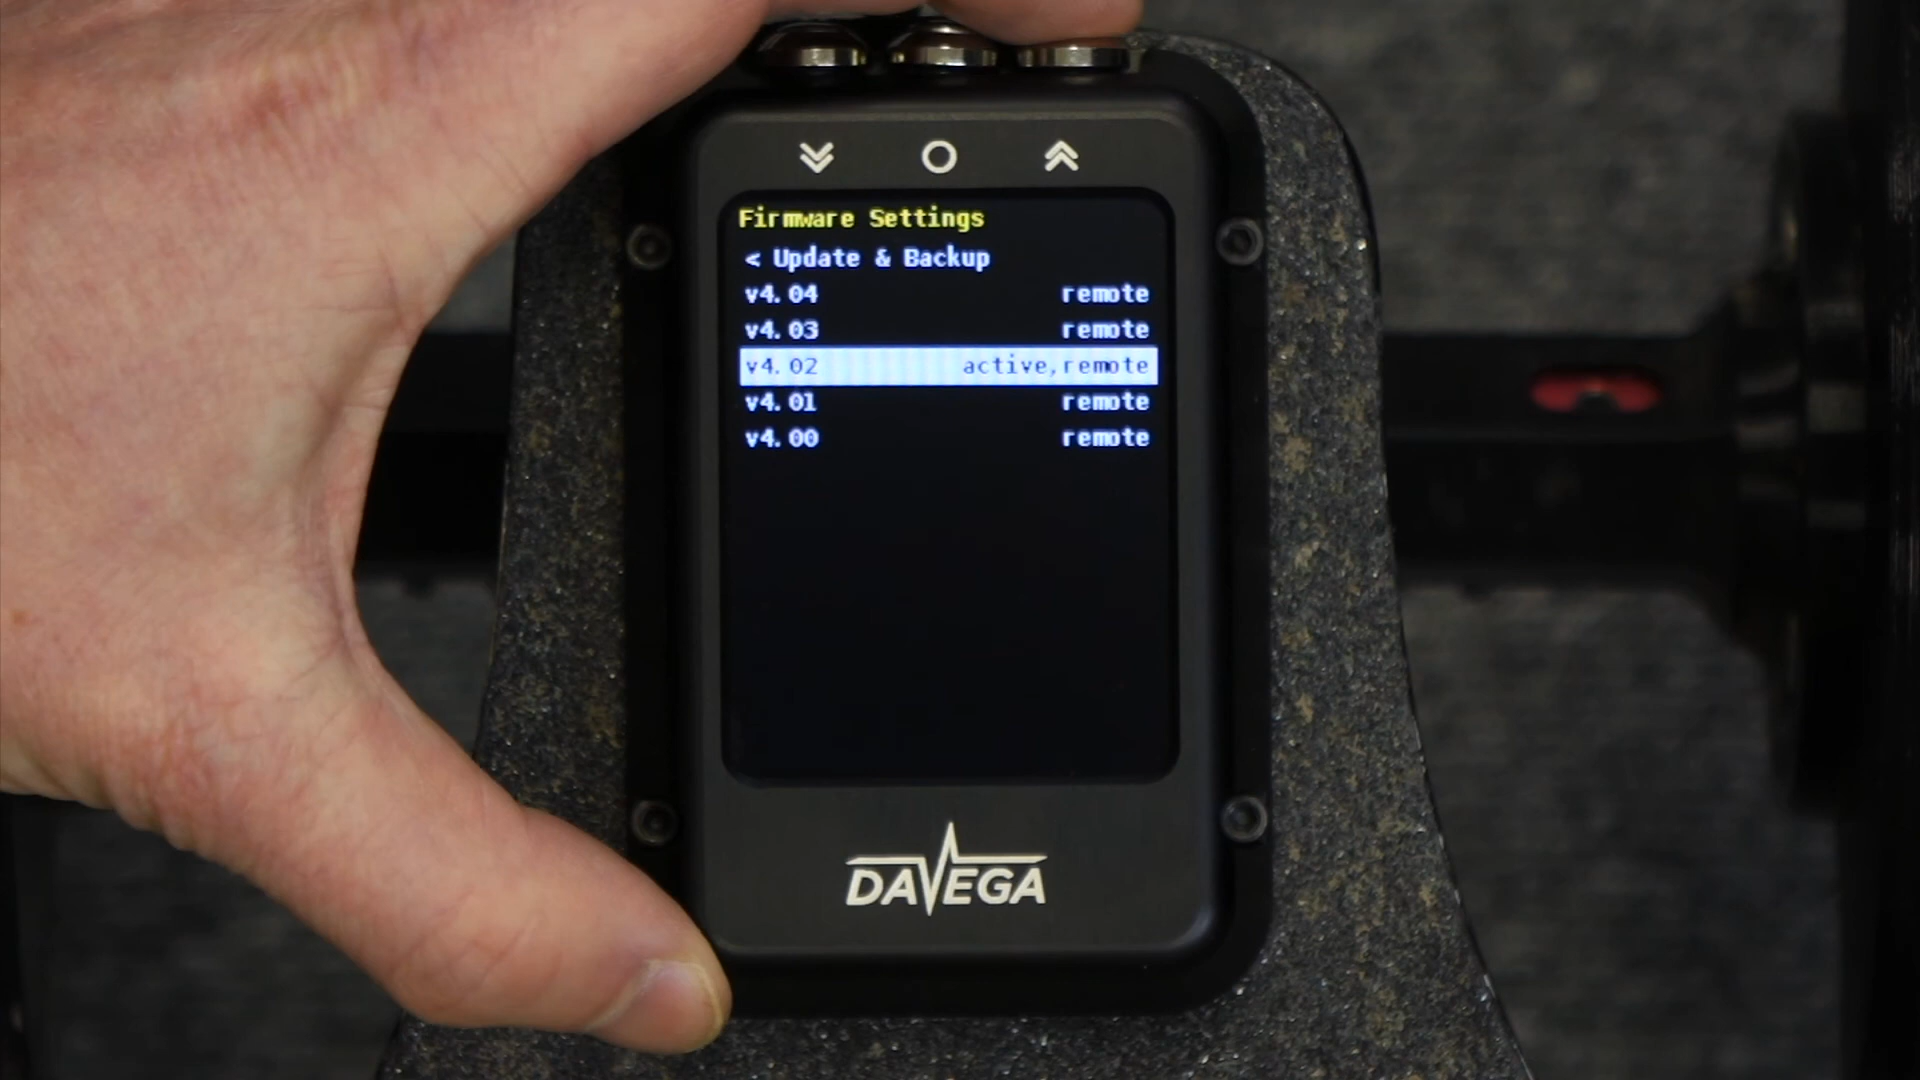 Firmware Settings
< Update & Backup
v4.04 remote
v4.03 remote
v4.02 active,remote
v4.01 remote
v4.00 remote
DAVEGA